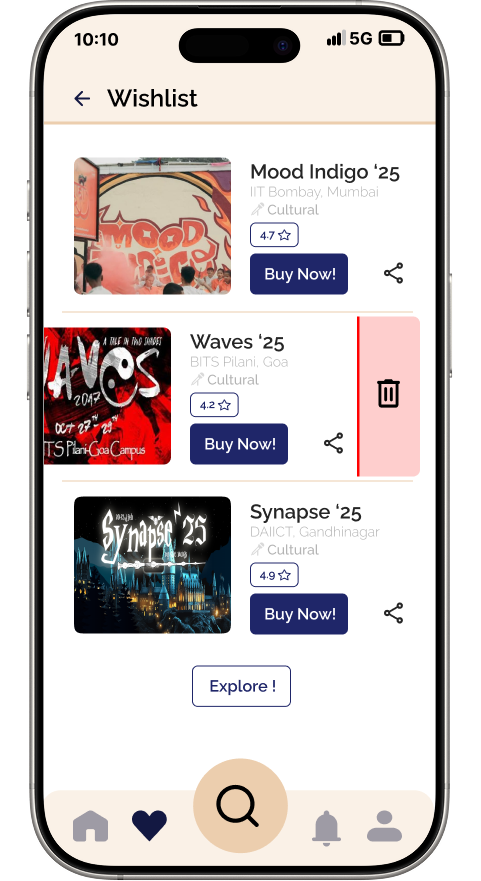 10:10
5G
Wishlist
MOOD
INDIGO
Mood Indigo ‘25
IIT Bombay, Mumbai
Cultural
4.7
Buy Now!
A TALE IN TWO SHADES
WAVES
2047
OCT 27TH - 29TH
BITS Pilani-Goa Campus
Waves ‘25
BITS Pilani, Goa
Cultural
4.2
Buy Now!
Synapse '25
Synapse ‘25
DAIICT, Gandhinagar
Cultural
4.9
Buy Now!
Explore !